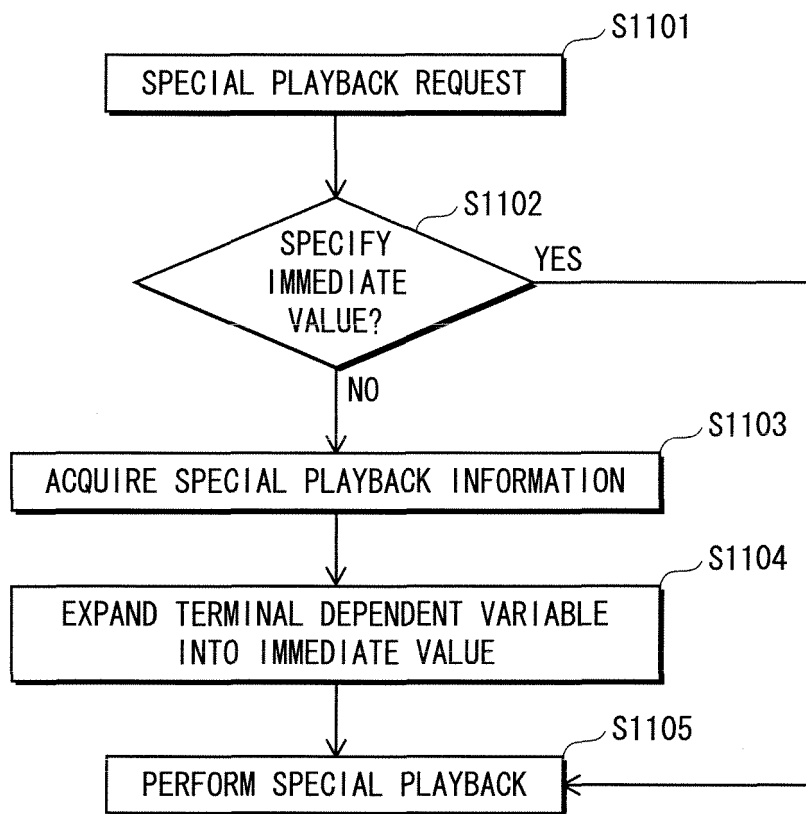 S1101
SPECIAL PLAYBACK REQUEST
S1102
SPECIFY
IMMEDIATE
VALUE?
YES
NO
S1103
ACQUIRE SPECIAL PLAYBACK INFORMATION
S1104
EXPAND TERMINAL DEPENDENT VARIABLE
INTO IMMEDIATE VALUE
S1105
PERFORM SPECIAL PLAYBACK